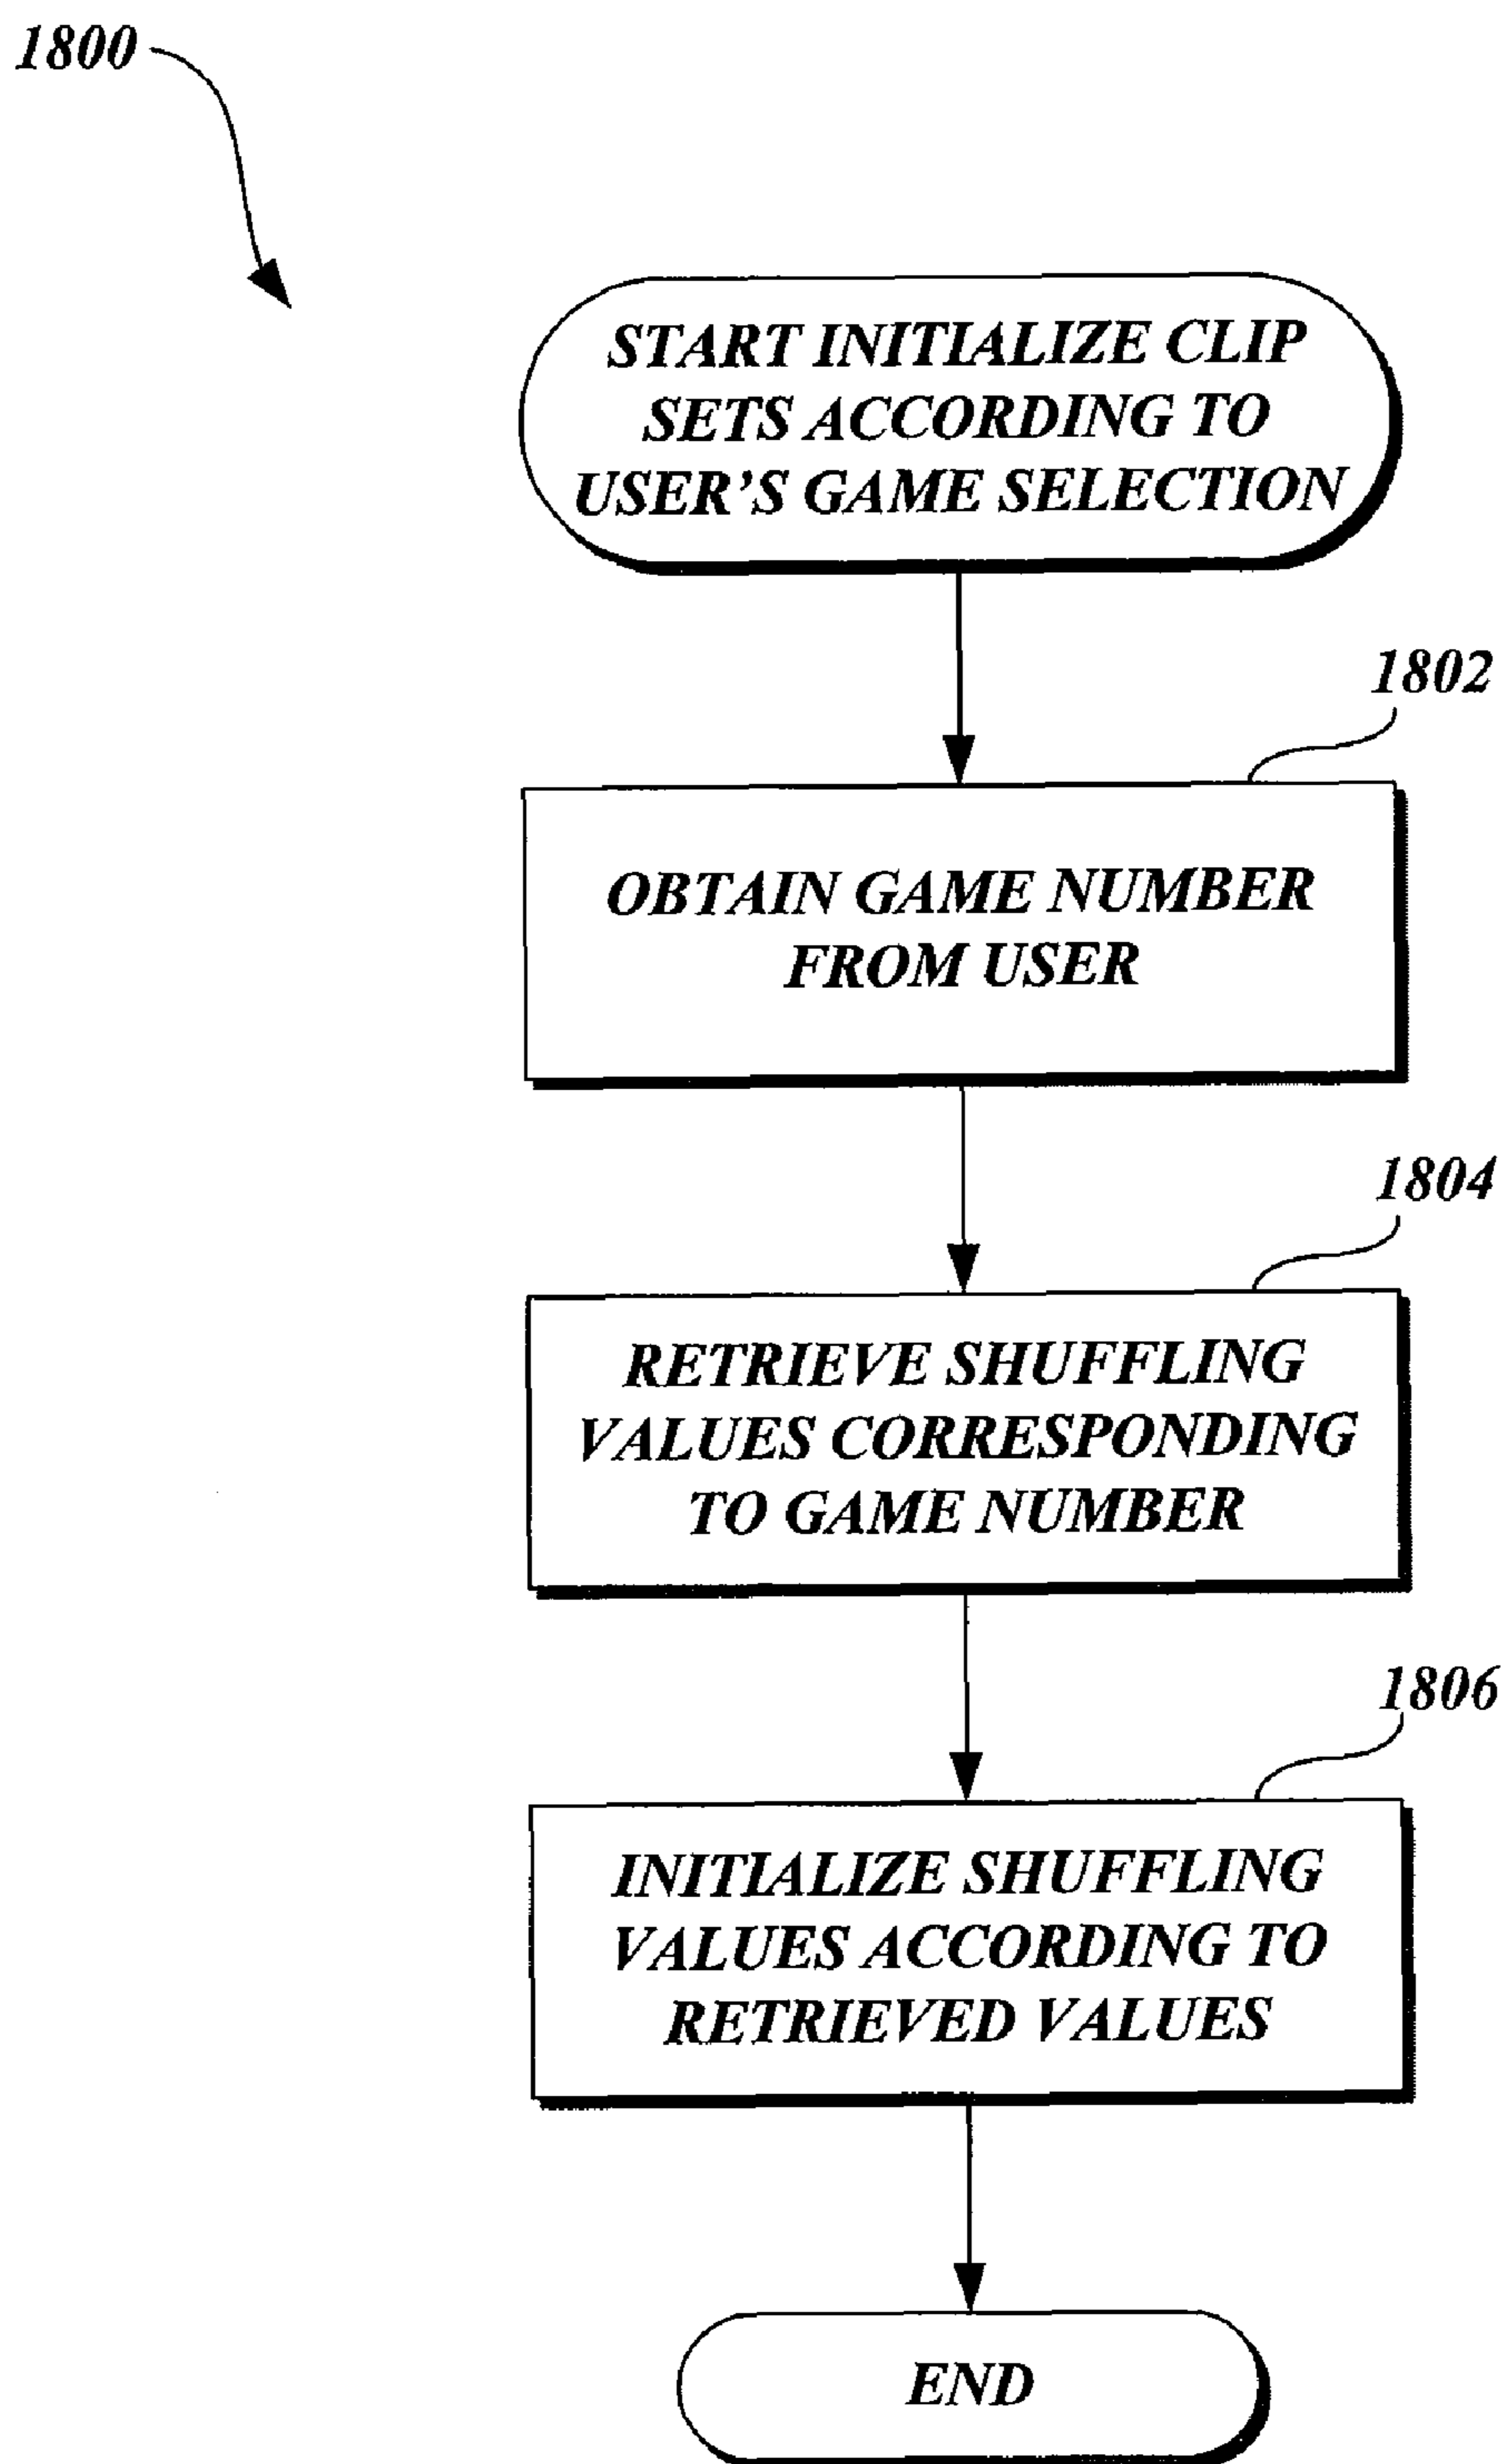 1800
START INITIALIZE CLIP
SETS ACCORDING TO
USER'S GAME SELECTION
1802
OBTAIN GAME NUMBER
FROM USER
1804
RETRIEVE SHUFFLING
VALUES CORRESPONDING
TO GAME NUMBER
1806
INITIALIZE SHUFFLING
VALUES ACCORDING TO
RETRIEVED VALUES
END